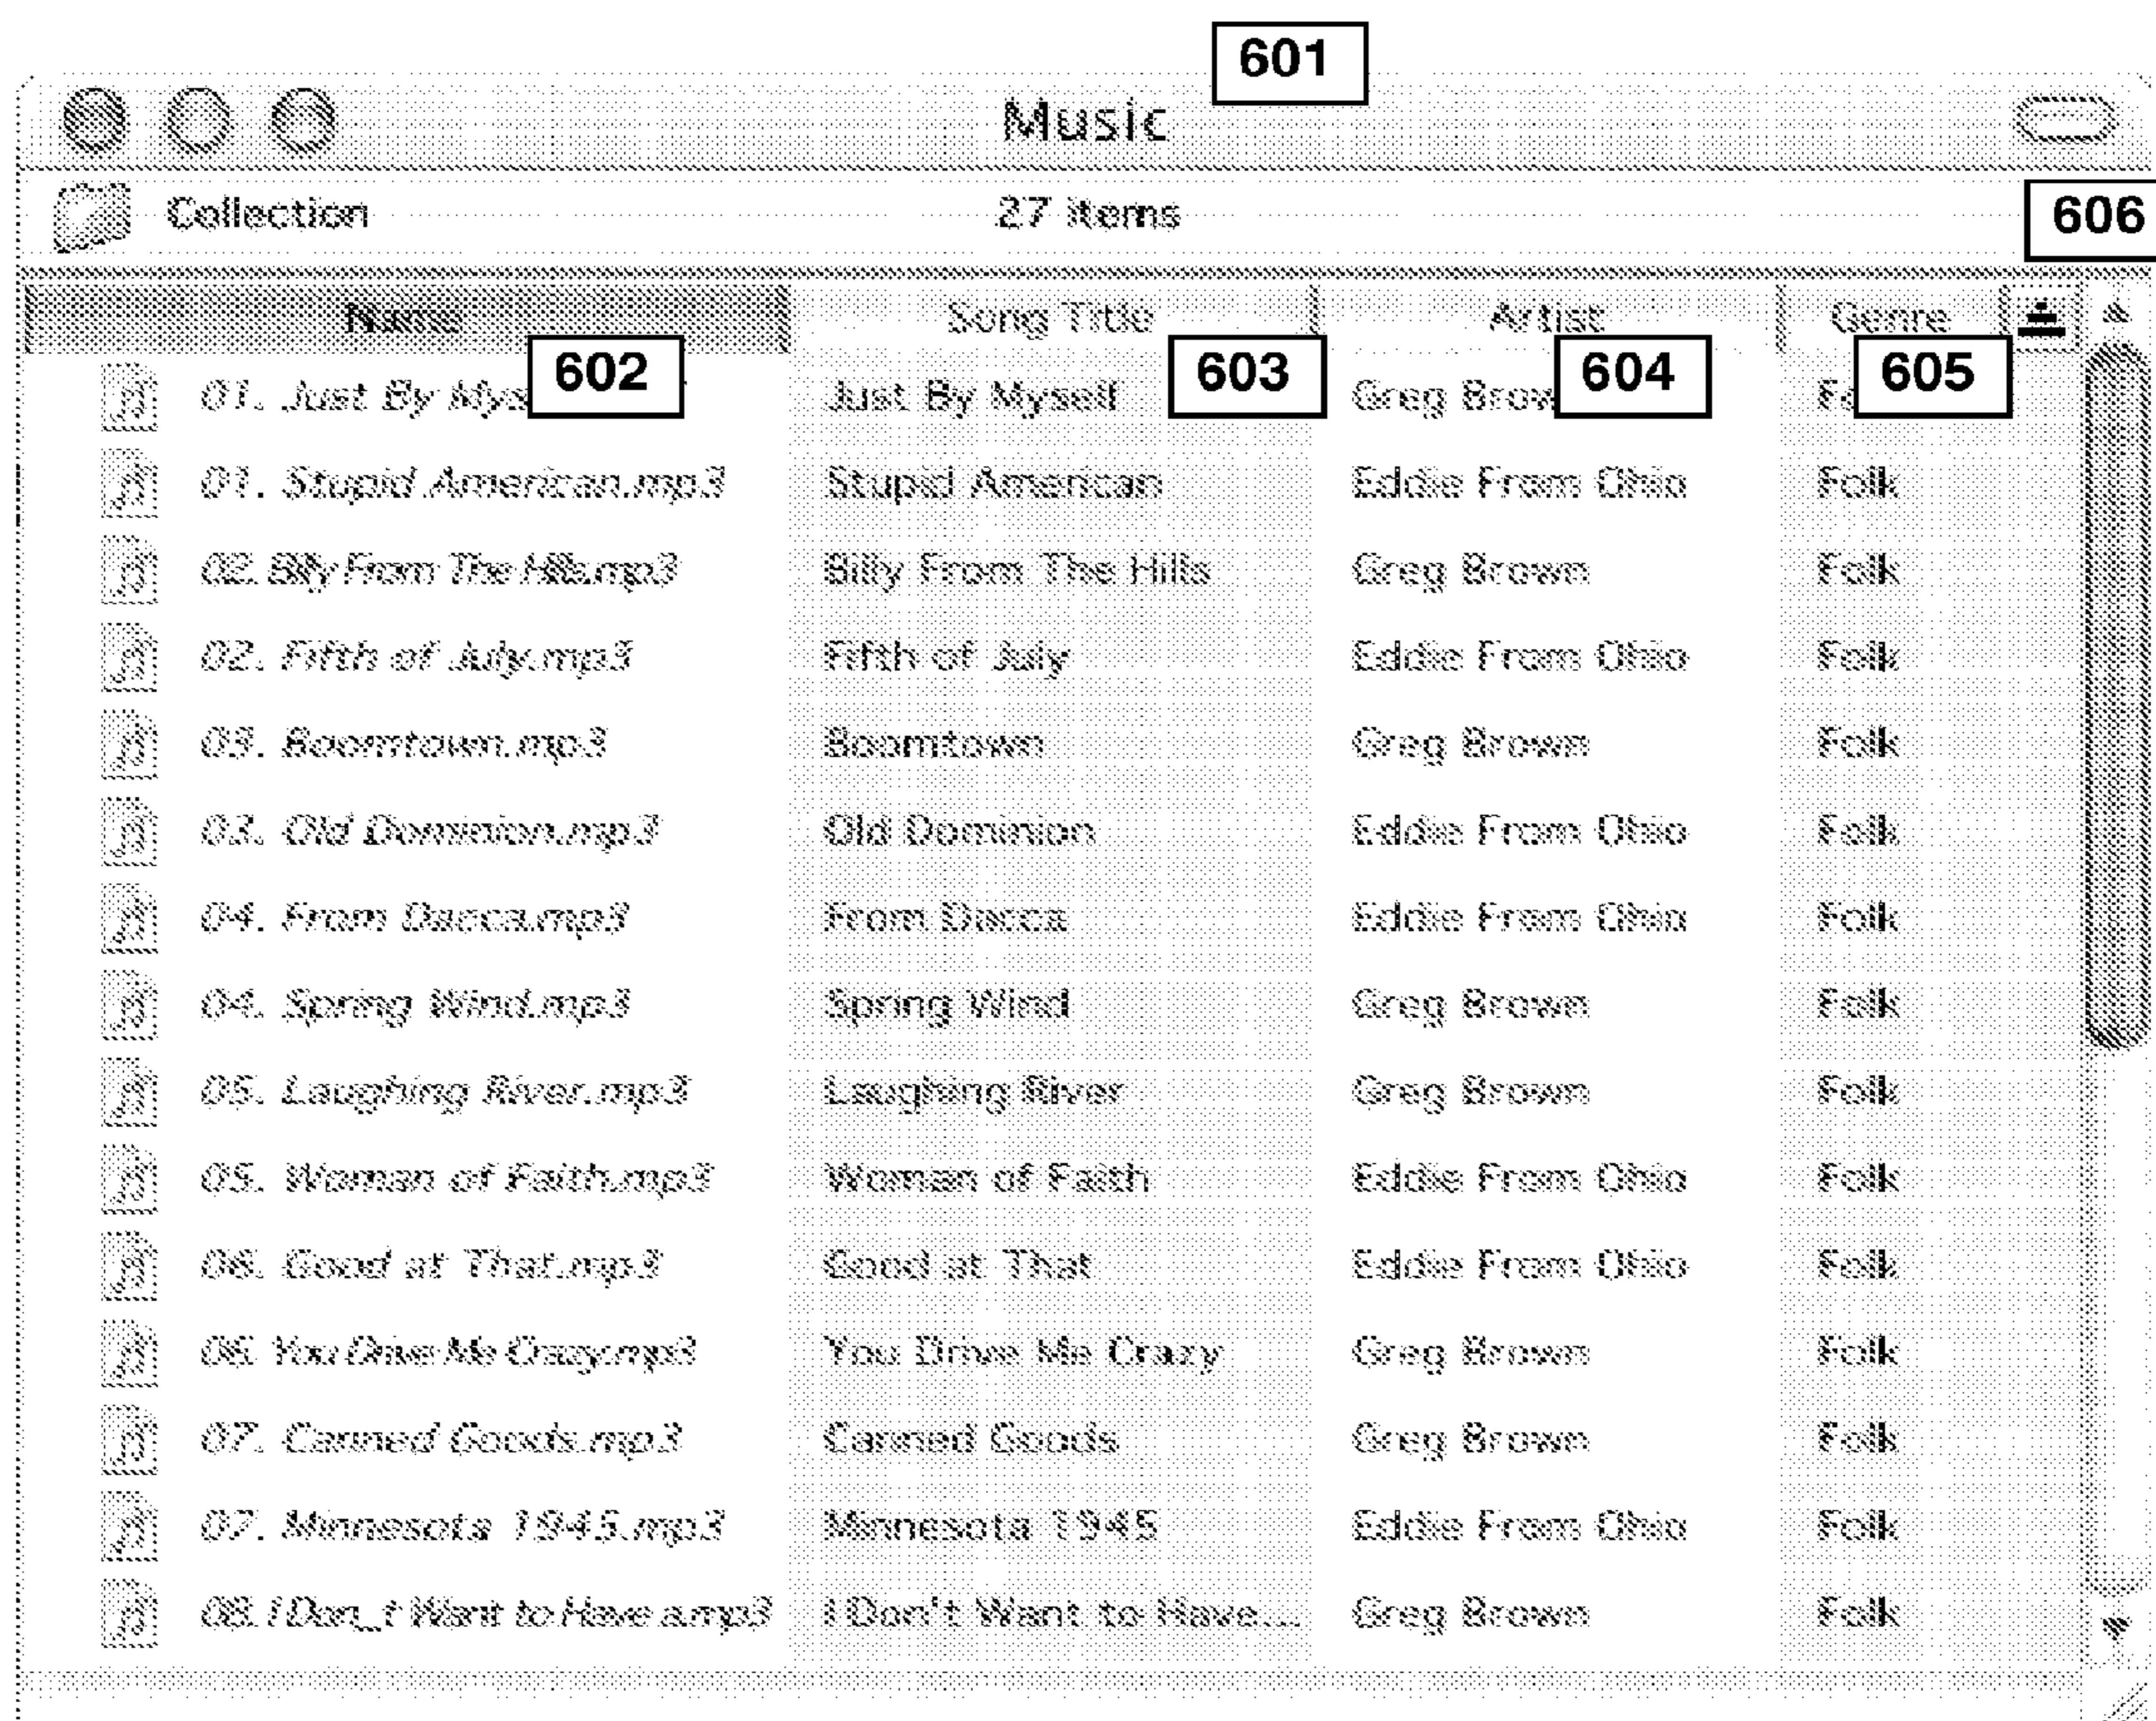 601
Music
Collection 27 items
606
Name Song Title Artist Genre
602 603 604 605
01. Just By Just By Myself Greg
01. Stupid American.mp3 Stupid American Eddie From Ohio Folk
02. Billy From The Hills.mp3 Billy From The Hills Greg Brown Folk
02. Fifth of July.mp3 Fifth of July Eddie From Ohio Folk
03. Boomtown.mp3 Boomtown Greg Brown Folk
03. Old Dominion.mp3 Old Dominion Eddie From Ohio Folk
04. From Dacca.mp3 From Dacca Eddie From Ohio Folk
04. Spring Wind.mp3 Spring Wind Greg Brown Folk
05. Laughing River.mp3 Laughing River Greg Brown Folk
05. Woman of Faith.mp3 Woman of Faith Eddie From Ohio Folk
06. Good at That.mp3 Good at That Eddie From Ohio Folk
06. You Drive Me Crazy.mp3 You Drive Me Crazy Greg Brown Folk
07. Canned Goods.mp3 Canned Goods Greg Brown Folk
07. Minnesota 1945.mp3 Minnesota 1945 Eddie From Ohio Folk
08. I Don_t Want to Have a.mp3 I Don't Want to Have... Greg Brown Folk